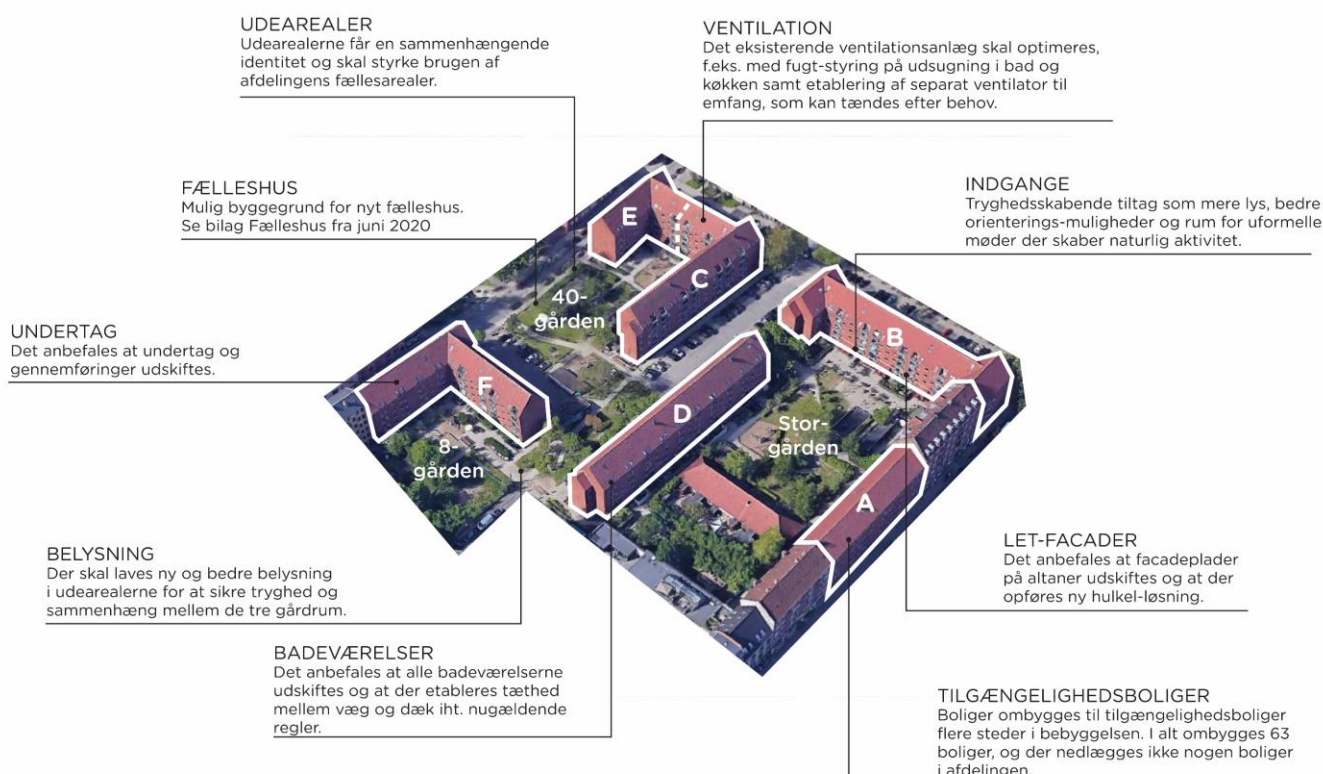 UDEAREALER
Udearealerne får en sammenhængende
identitet og skal styrke brugen af
afdelingens fællesarealer.
VENTILATION
Det eksisterende ventilationsanlæg skal optimeres,
f.eks. med fugt-styring på udsugning i bad og
køkken samt etablering af separat ventilator til
emfang, som kan tændes efter behov.
FÆLLESHUS
Mulig byggegrund for nyt fælleshus.
Se bilag Fælleshus fra juni 2020
INDGANGE
Tryghedsskabende tiltag som mere lys, bedre
orienterings-muligheder og rum for uformelle
møder der skaber naturlig aktivitet.
E
C
40-
gården
B
UNDERTAG
Det anbefales at undertag og
gennemføringer udskiftes.
F
D
8-
gården
Stor-
gården
A
BELYSNING
Der skal laves ny og bedre belysning
i udearealerne for at sikre tryghed og
sammenhæng mellem de tre gårdrum.
LET-FACADER
Det anbefales at facadeplader
på altaner udskiftes og at der
opføres ny hulkel-løsning.
BADEVÆRELSER
Det anbefales at alle badeværelserne
udskiftes og at der etableres tæthed
mellem væg og dæk iht. nugældende
regler.
TILGÆNGELIGHEDSBOLIGER
Boliger ombygges til tilgængelighedsboliger
flere steder i bebyggelsen. I alt ombygges 63
boliger, og der nedlægges ikke nogen boliger
i afdelingen.